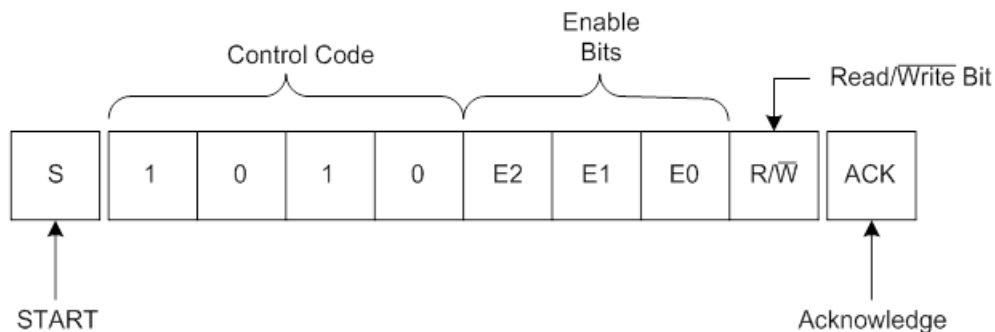 Enable
Bits
Control Code
Read/Write Bit
S 1 0 1 0 E2 E1 E0 R/W ACK
START Acknowledge